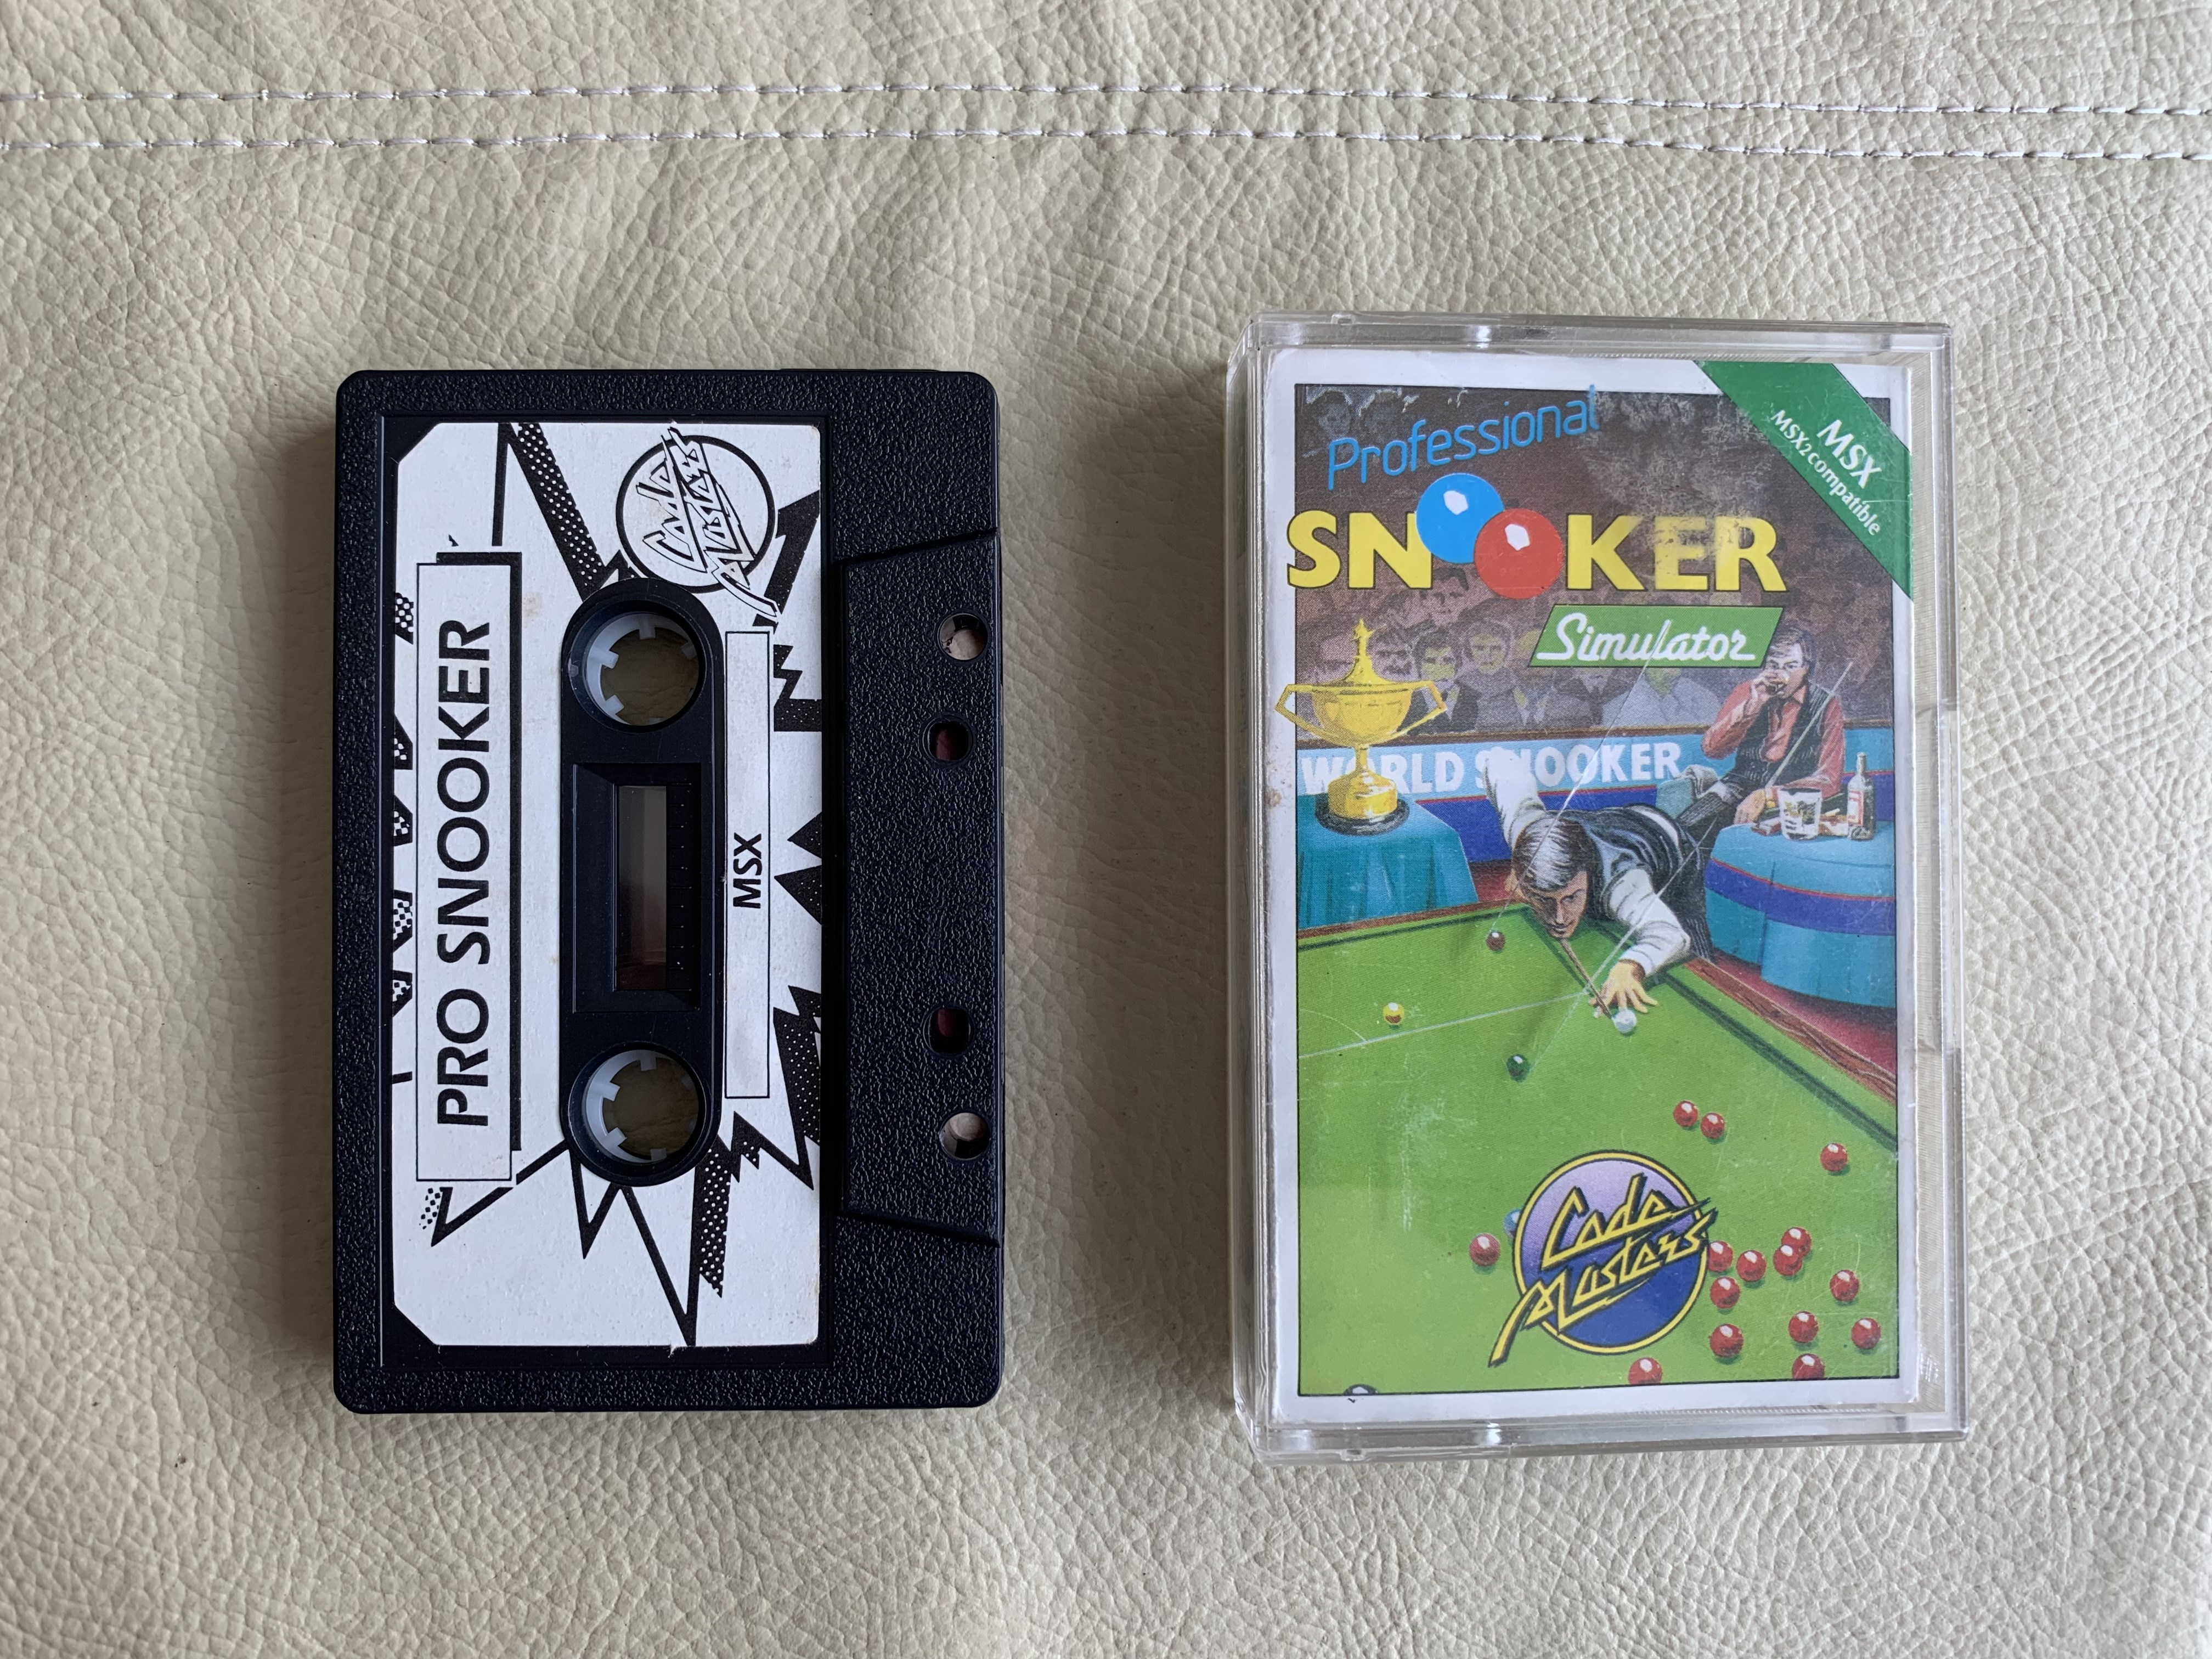 PRO SNOOKER
Code
Masters
MSX
Professional
SNOOKER
Simulator
MSX
MSX2 compatible
WORLD SNOOKER
Code
Masters